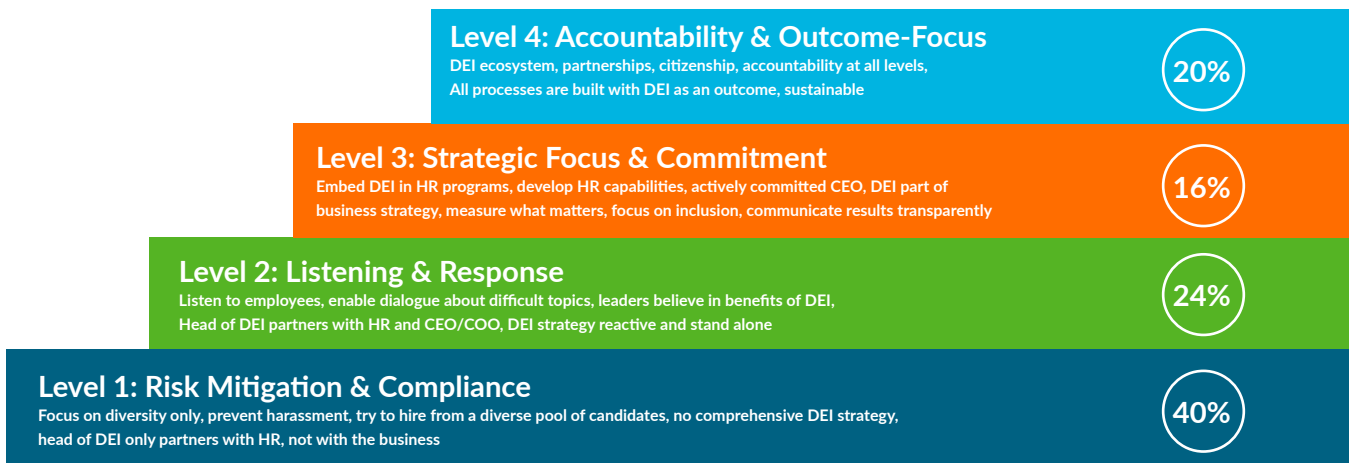 Level 4: Accountability & Outcome-Focus
DEI ecosystem, partnerships, citizenship, accountability at all levels,
All processes are built with DEI as an outcome, sustainable
20%
Level 3: Strategic Focus & Commitment
Embed DEI in HR programs, develop HR capabilities, actively committed CEO, DEI part of
business strategy, measure what matters, focus on inclusion, communicate results transparently
16%
Level 2: Listening & Response
Listen to employees, enable dialogue about difficult topics, leaders believe in benefits of DEI,
Head of DEI partners with HR and CEO/COO, DEI strategy reactive and stand alone
24%
Level 1: Risk Mitigation & Compliance
Focus on diversity only, prevent harassment, try to hire from a diverse pool of candidates, no comprehensive DEI strategy,
head of DEI only partners with HR, not with the business
40%